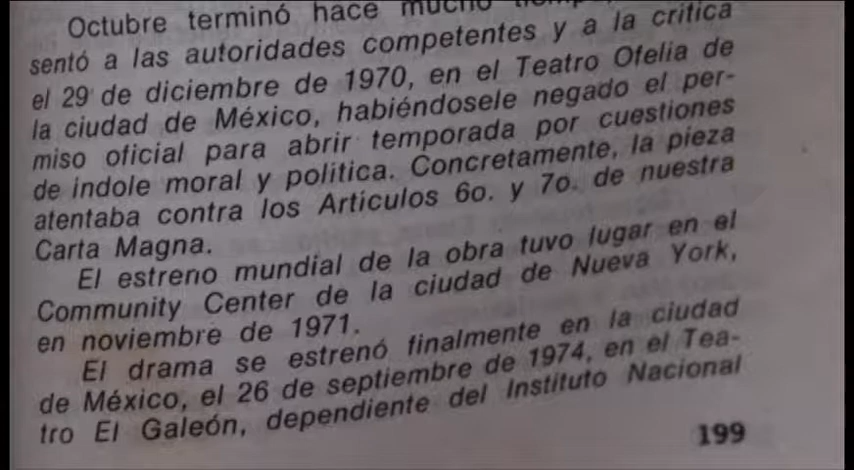 Octubre terminó hace mucho
sentó a las autoridades competentes y a la crítica
el 29 de diciembre de 1970, en el Teatro Ofelia de
la ciudad de México, habiéndosele negado el per-
miso oficial para abrir temporada por cuestiones
de índole moral y política. Concretamente, la pieza
atentaba contra los Artículos 6o. y 7o. de nuestra
Carta Magna.
El estreno mundial de la obra tuvo lugar en el
Community Center de la ciudad de Nueva York,
en noviembre de 1971.
El drama se estrenó finalmente en la ciudad
de México, el 26 de septiembre de 1974, en el Tea-
tro El Galeón, dependiente del Instituto Nacional
199